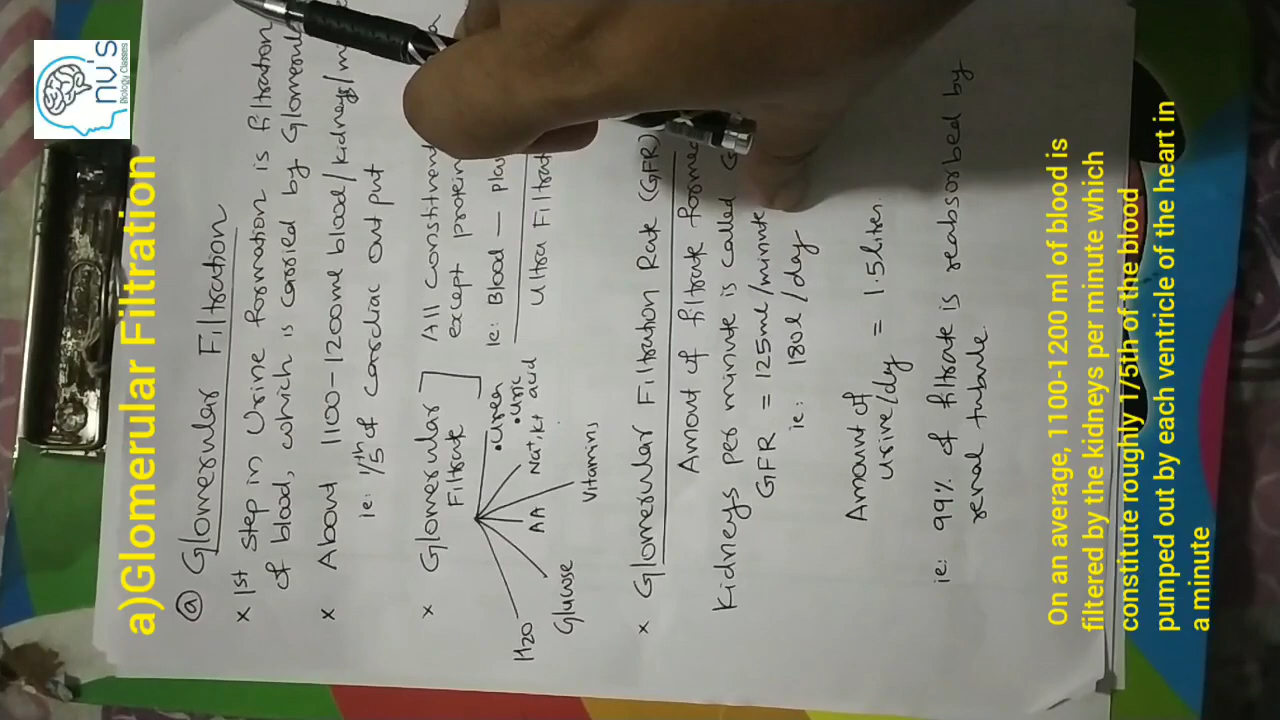 nv's
Biology Classes
a)Glomerular Filtration
ⓐ Glomerular Filtration
x 1st step in Urine formation is filtration
of blood, which is carried by Glomerul
x About 1100-1200ml blood/kidneys/m
ie: 1/5th of Cardiac out put
x Glomerular Filtrate
All constituent
except protein
ie: Blood — pla
Ultra Filtrat
H2O
Glucose
AA
Vitamins
Na+, K+
• Urea
• Uric acid
x Glomerular Filtration Rate (GFR)
Amount of filtrate formed
Kidneys per minute is called G
GFR = 125ml/minute
ie: 180l/day
Amount of
urine/dy = 1.5liter.
ie: 99% of filtrate is reabsorbed by
renal tubule.
On an average, 1100-1200 ml of blood is
filtered by the kidneys per minute which
constitute roughly 1/5th of the blood
pumped out by each ventricle of the heart in
a minute